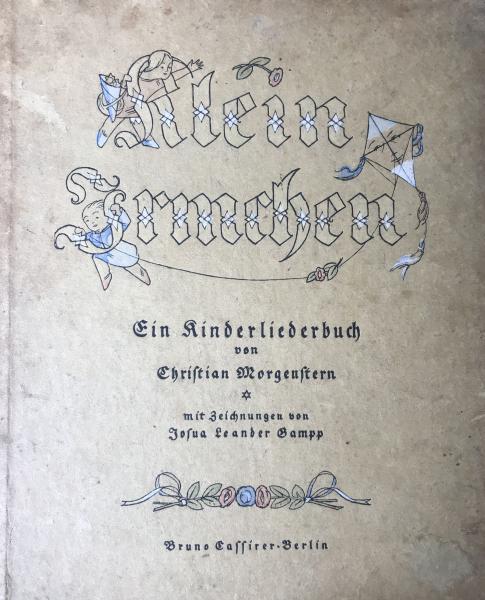 Klein
Irmchen
Ein Kinderliederbuch
von
Christian Morgenstern
mit Zeichnungen von
Josua Leander Gampp
Bruno Cassirer · Berlin